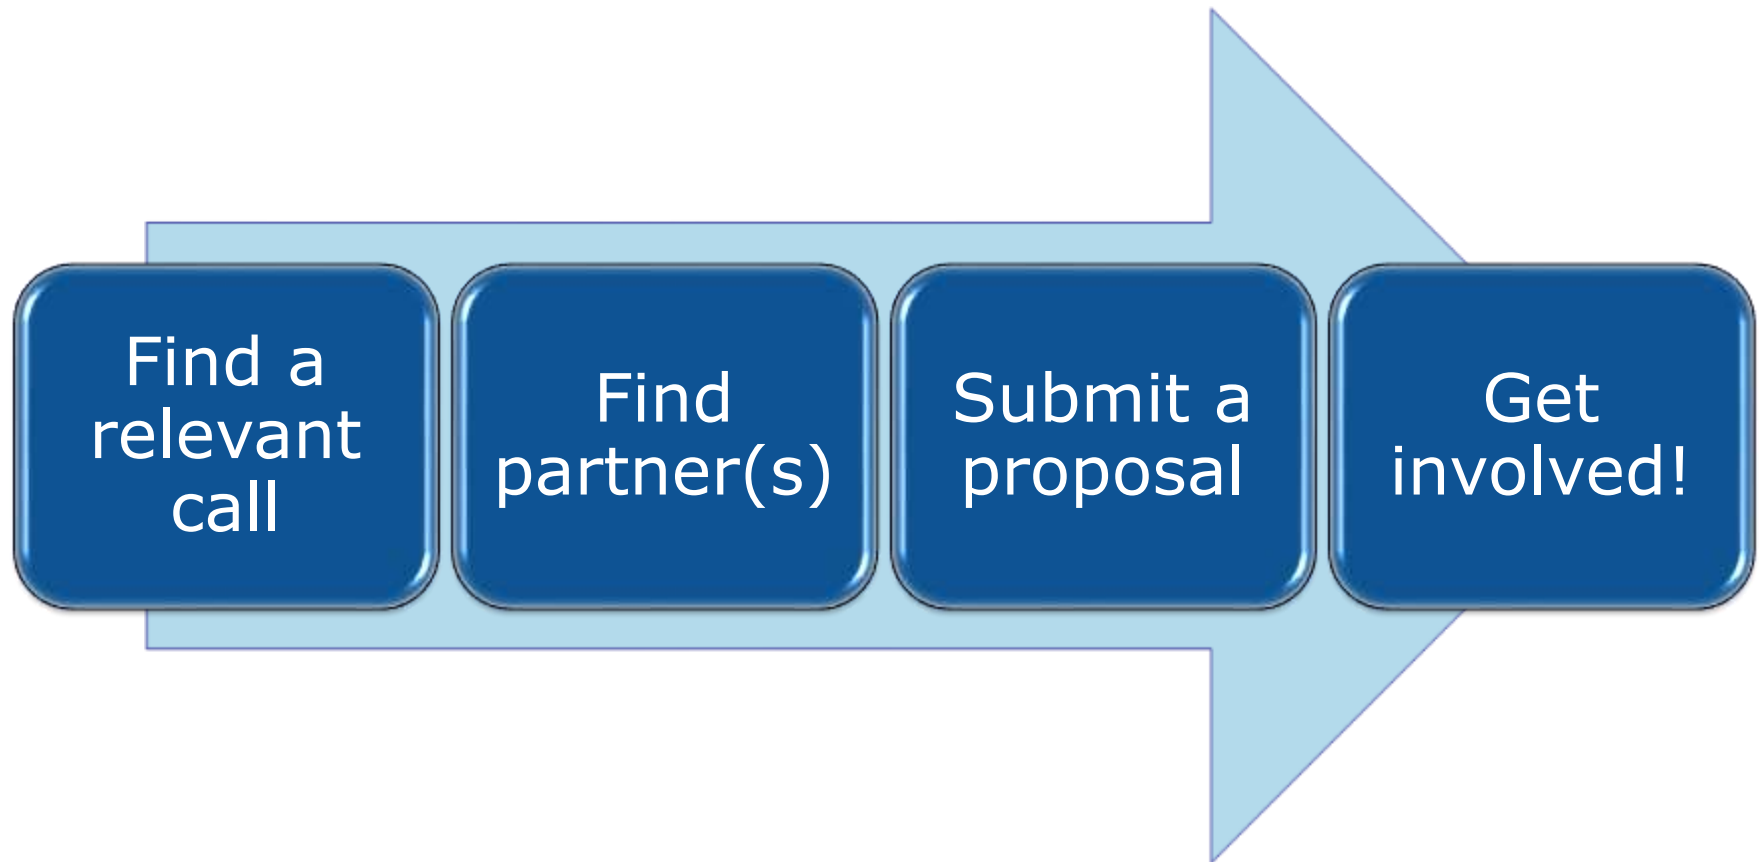 Find a
relevant
call
Find
partner(s)
Submit a
proposal
Get
involved!